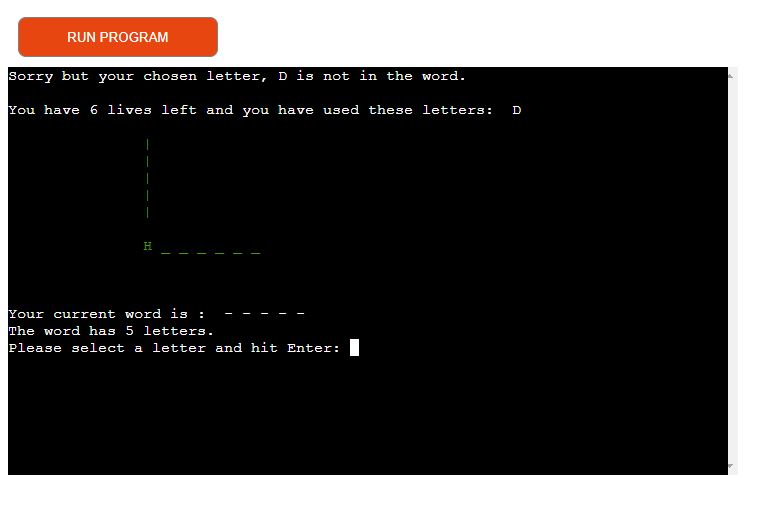 RUN PROGRAM
Sorry but your chosen letter, D is not in the word.
You have 6 lives left and you have used these letters:  D
|
|
|
|
|
H _ _ _ _ _ _
Your current word is :  - - - - -
The word has 5 letters.
Please select a letter and hit Enter: